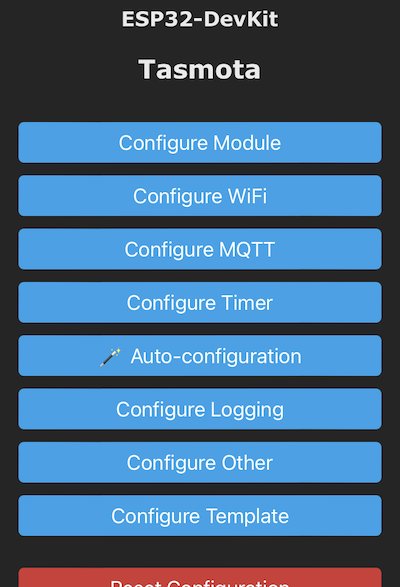 ESP32-DevKit
Tasmota
Configure Module
Configure WiFi
Configure MQTT
Configure Timer
🪄 Auto-configuration
Configure Logging
Configure Other
Configure Template
Reset Configuration